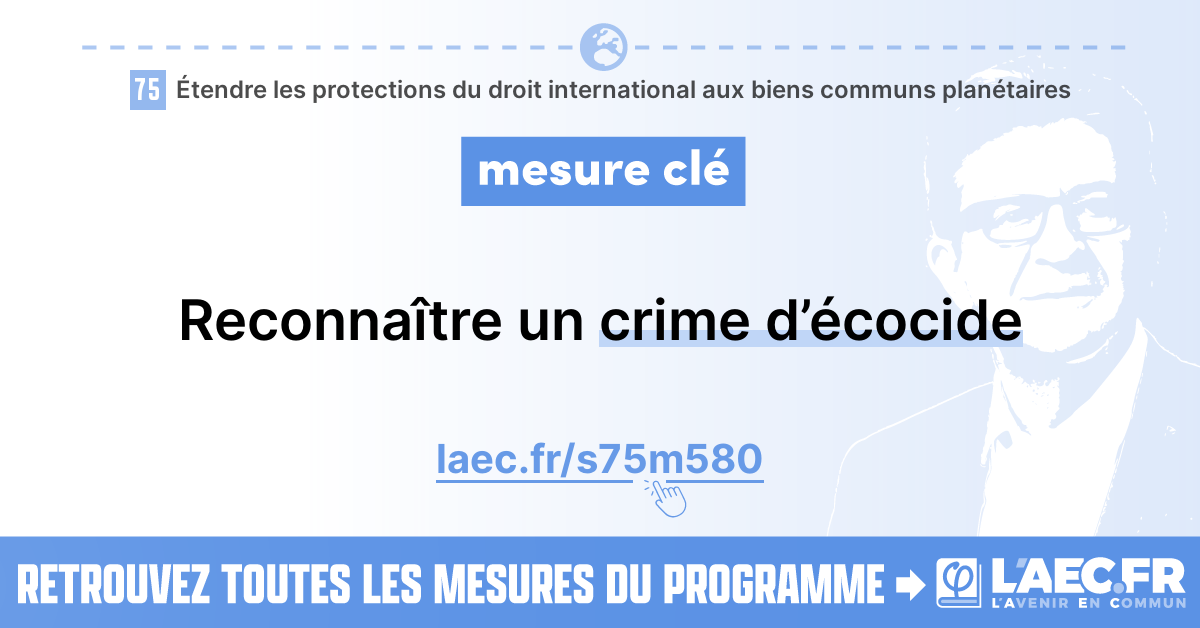 75 Étendre les protections du droit international aux biens communs planétaires
mesure clé
Reconnaître un crime d’écocide
laec.fr/s75m580
RETROUVEZ TOUTES LES MESURES DU PROGRAMME → φ L'AEC.FR
L'AVENIR EN COMMUN